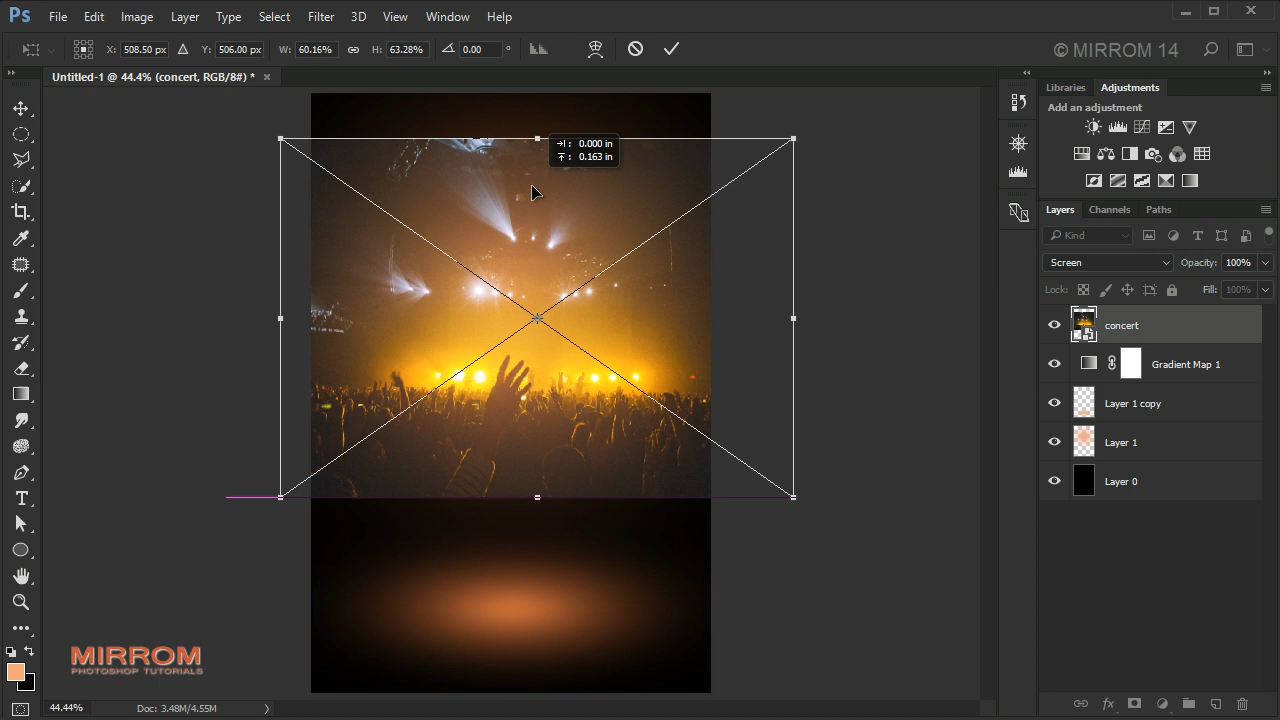 Ps File Edit Image Layer Type Select Filter 3D View Window Help
X: 508.50 px Y: 506.00 px W: 60.16% H: 63.28% 0.00 ° © MIRROM 14
Untitled-1 @ 44.4% (concert, RGB/8#) * ×
Libraries Adjustments
Add an adjustment
0.000 in
0.163 in
Layers Channels Paths
Kind
Screen Opacity: 100%
Lock: Fill: 100%
concert
Gradient Map 1
Layer 1 copy
Layer 1
Layer 0
MIRROM
PHOTOSHOP TUTORIALS
44.44% Doc: 3.48M/4.55M